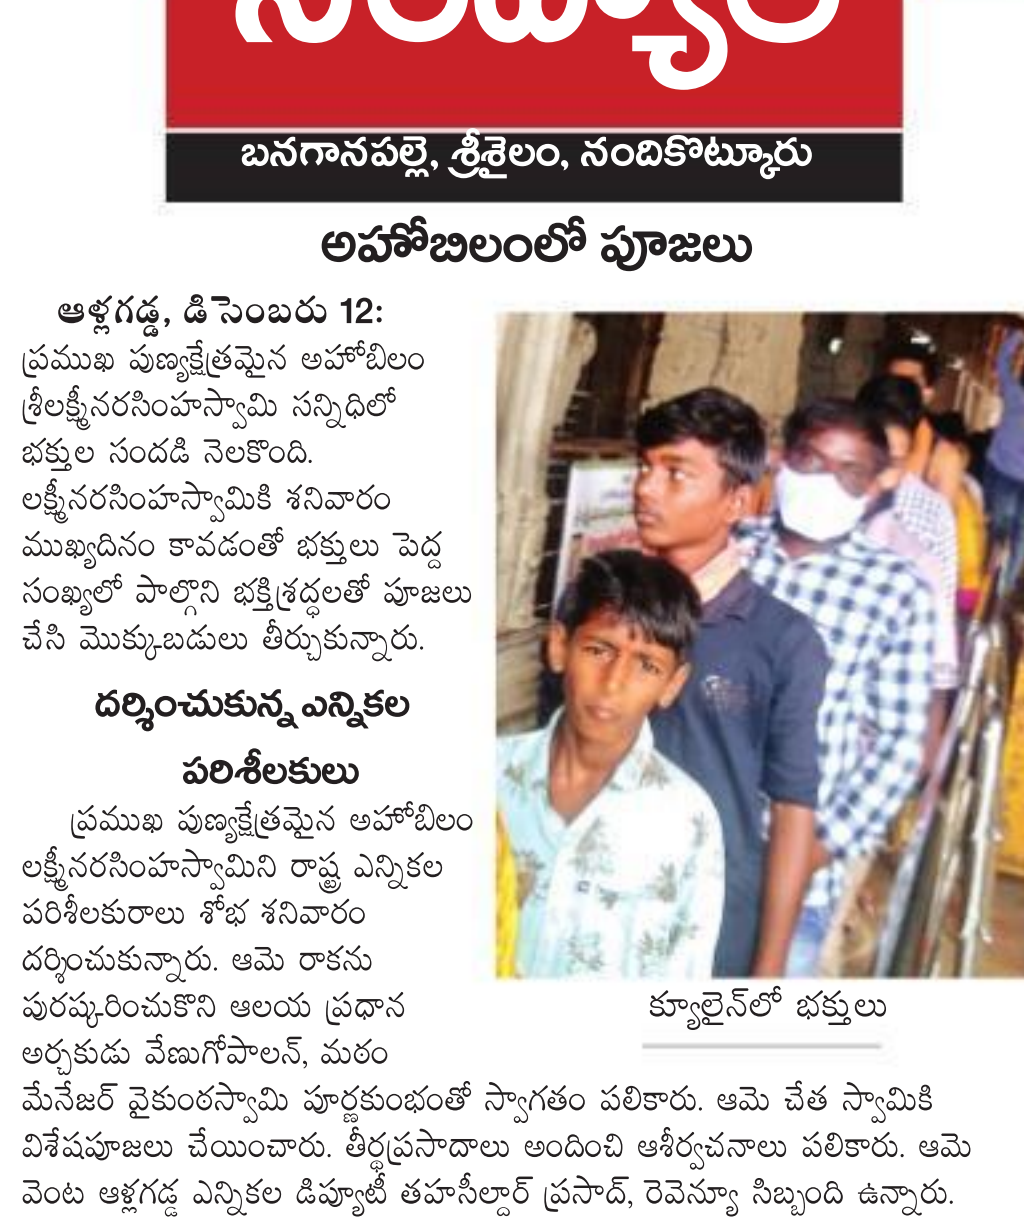 నంద్యాల
బనగానపల్లె, శ్రీశైలం, నందికొట్కూరు
అహోబిలంలో పూజలు
ఆళ్లగడ్డ, డిసెంబరు 12:
ప్రముఖ పుణ్యక్షేత్రమైన అహోబిలం
శ్రీలక్ష్మీనరసింహస్వామి సన్నిధిలో
భక్తుల సందడి నెలకొంది.
లక్ష్మీనరసింహస్వామికి శనివారం
ముఖ్యదినం కావడంతో భక్తులు పెద్ద
సంఖ్యలో పాల్గొని భక్తిశ్రద్ధలతో పూజలు
చేసి మొక్కుబడులు తీర్చుకున్నారు.
దర్శించుకున్న ఎన్నికల
పరిశీలకులు
ప్రముఖ పుణ్యక్షేత్రమైన అహోబిలం
లక్ష్మీనరసింహస్వామిని రాష్ట్ర ఎన్నికల
పరిశీలకురాలు శోభ శనివారం
దర్శించుకున్నారు. ఆమె రాకను
పురష్కరించుకొని ఆలయ ప్రధాన
అర్చకుడు వేణుగోపాలన్, మఠం
మేనేజర్ వైకుంఠస్వామి పూర్ణకుంభంతో స్వాగతం పలికారు. ఆమె చేత స్వామికి
విశేషపూజలు చేయించారు. తీర్థప్రసాదాలు అందించి ఆశీర్వచనాలు పలికారు. ఆమె
వెంట ఆళ్లగడ్డ ఎన్నికల డిప్యూటీ తహసీల్దార్ ప్రసాద్, రెవెన్యూ సిబ్బంది ఉన్నారు.
క్యూలైన్‌లో భక్తులు